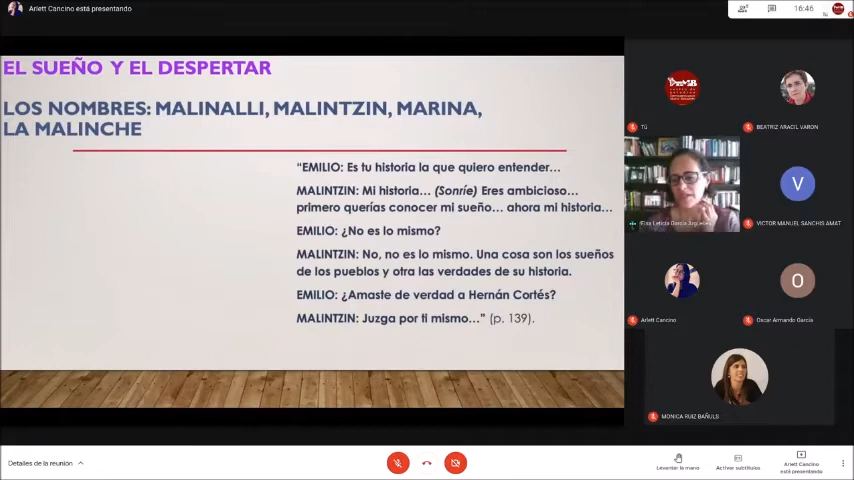 Arlett Cancino está presentando
16:46
EL SUEÑO Y EL DESPERTAR
LOS NOMBRES: MALINALLI, MALINTZIN, MARINA,
LA MALINCHE
“EMILIO: Es tu historia la que quiero entender…
MALINTZIN: Mi historia… (Sonríe) Eres ambicioso…
primero querías conocer mi sueño… ahora mi historia…
EMILIO: ¿No es lo mismo?
MALINTZIN: No, no es lo mismo. Una cosa son los sueños
de los pueblos y otra las verdades de su historia.
EMILIO: ¿Amaste de verdad a Hernán Cortés?
MALINTZIN: Juzga por ti mismo…” (p. 139).
Tú
BEATRIZ ARACIL VARON
Elsa Leticia García Argüelles
V
VICTOR MANUEL SANCHIS AMAT
Arlett Cancino
O
Oscar Armando García
MONICA RUIZ BAÑULS
Detalles de la reunión
Levantar la mano
Activar subtítulos
Arlett Cancino
está presentando